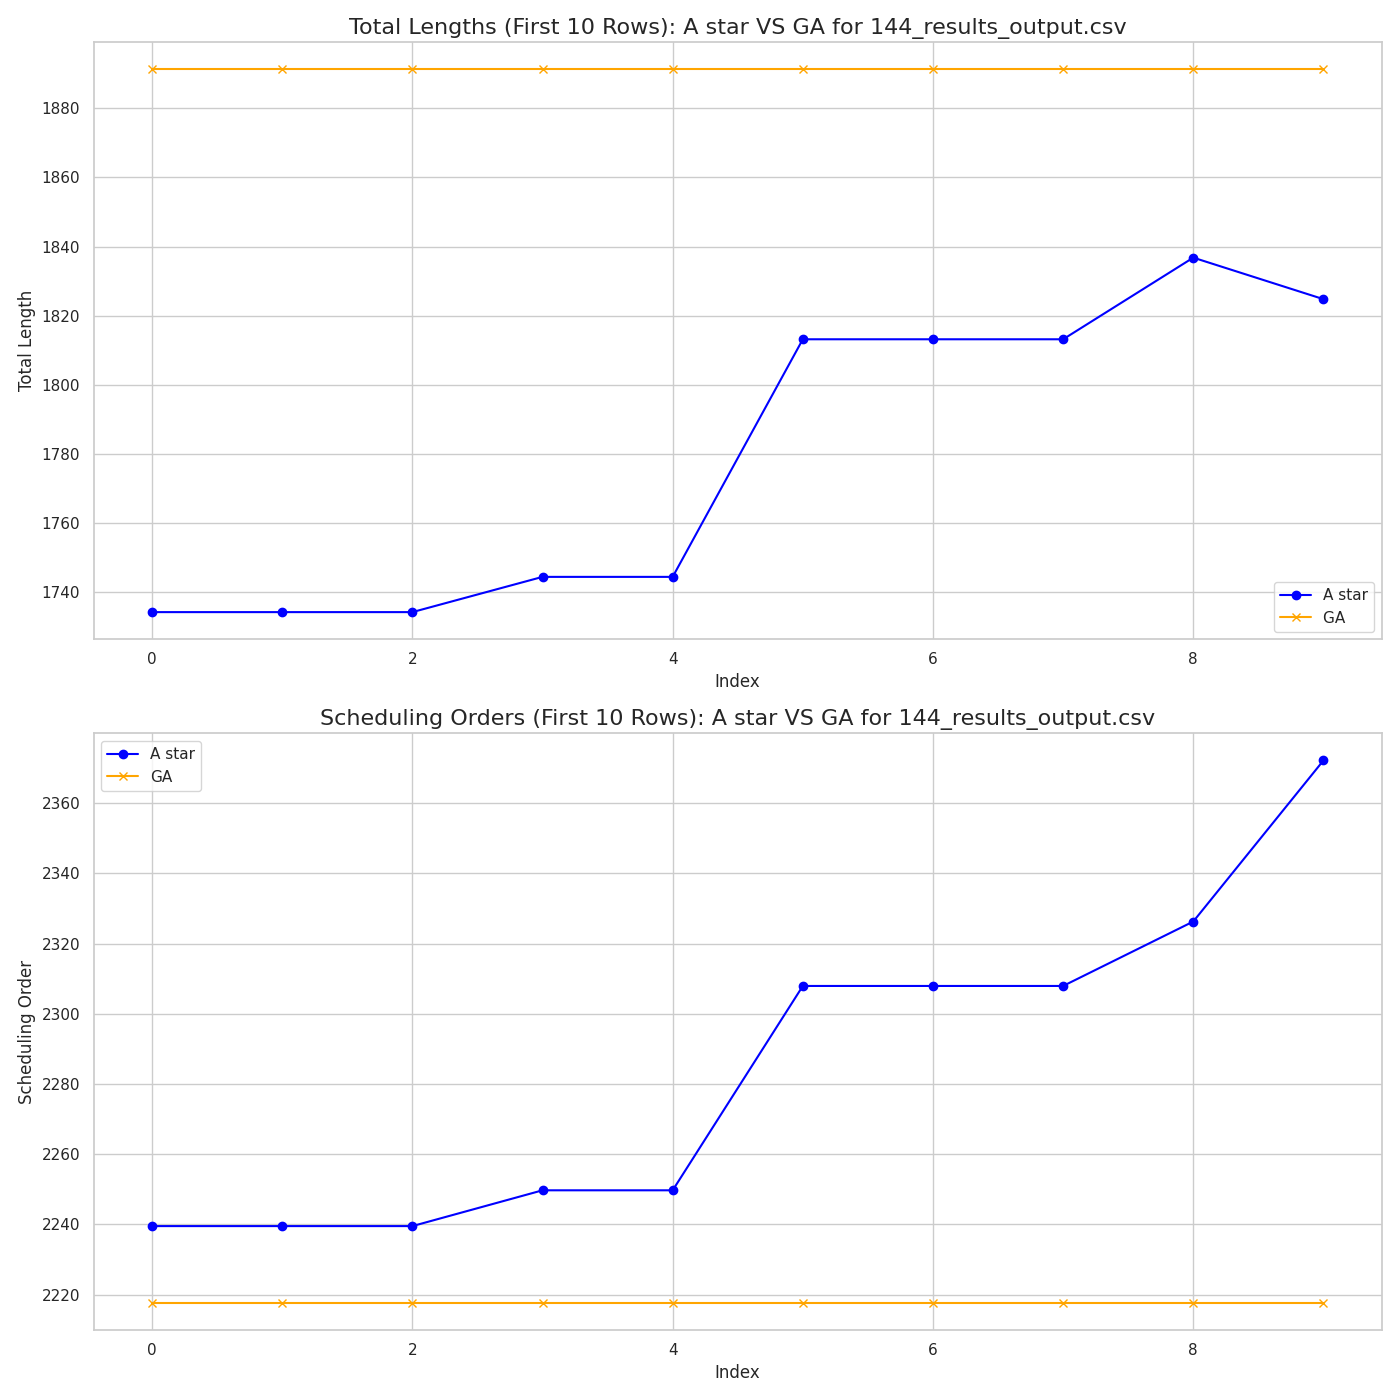 Total Lengths (First 10 Rows): A star VS GA for 144_results_output.csv
1880
1860
1840
1820
1800
1780
1760
1740
Total Length
A star
GA
0 2 4 6 8
Index
Scheduling Orders (First 10 Rows): A star VS GA for 144_results_output.csv
A star
GA
2360
2340
2320
2300
2280
2260
2240
2220
Scheduling Order
0 2 4 6 8
Index